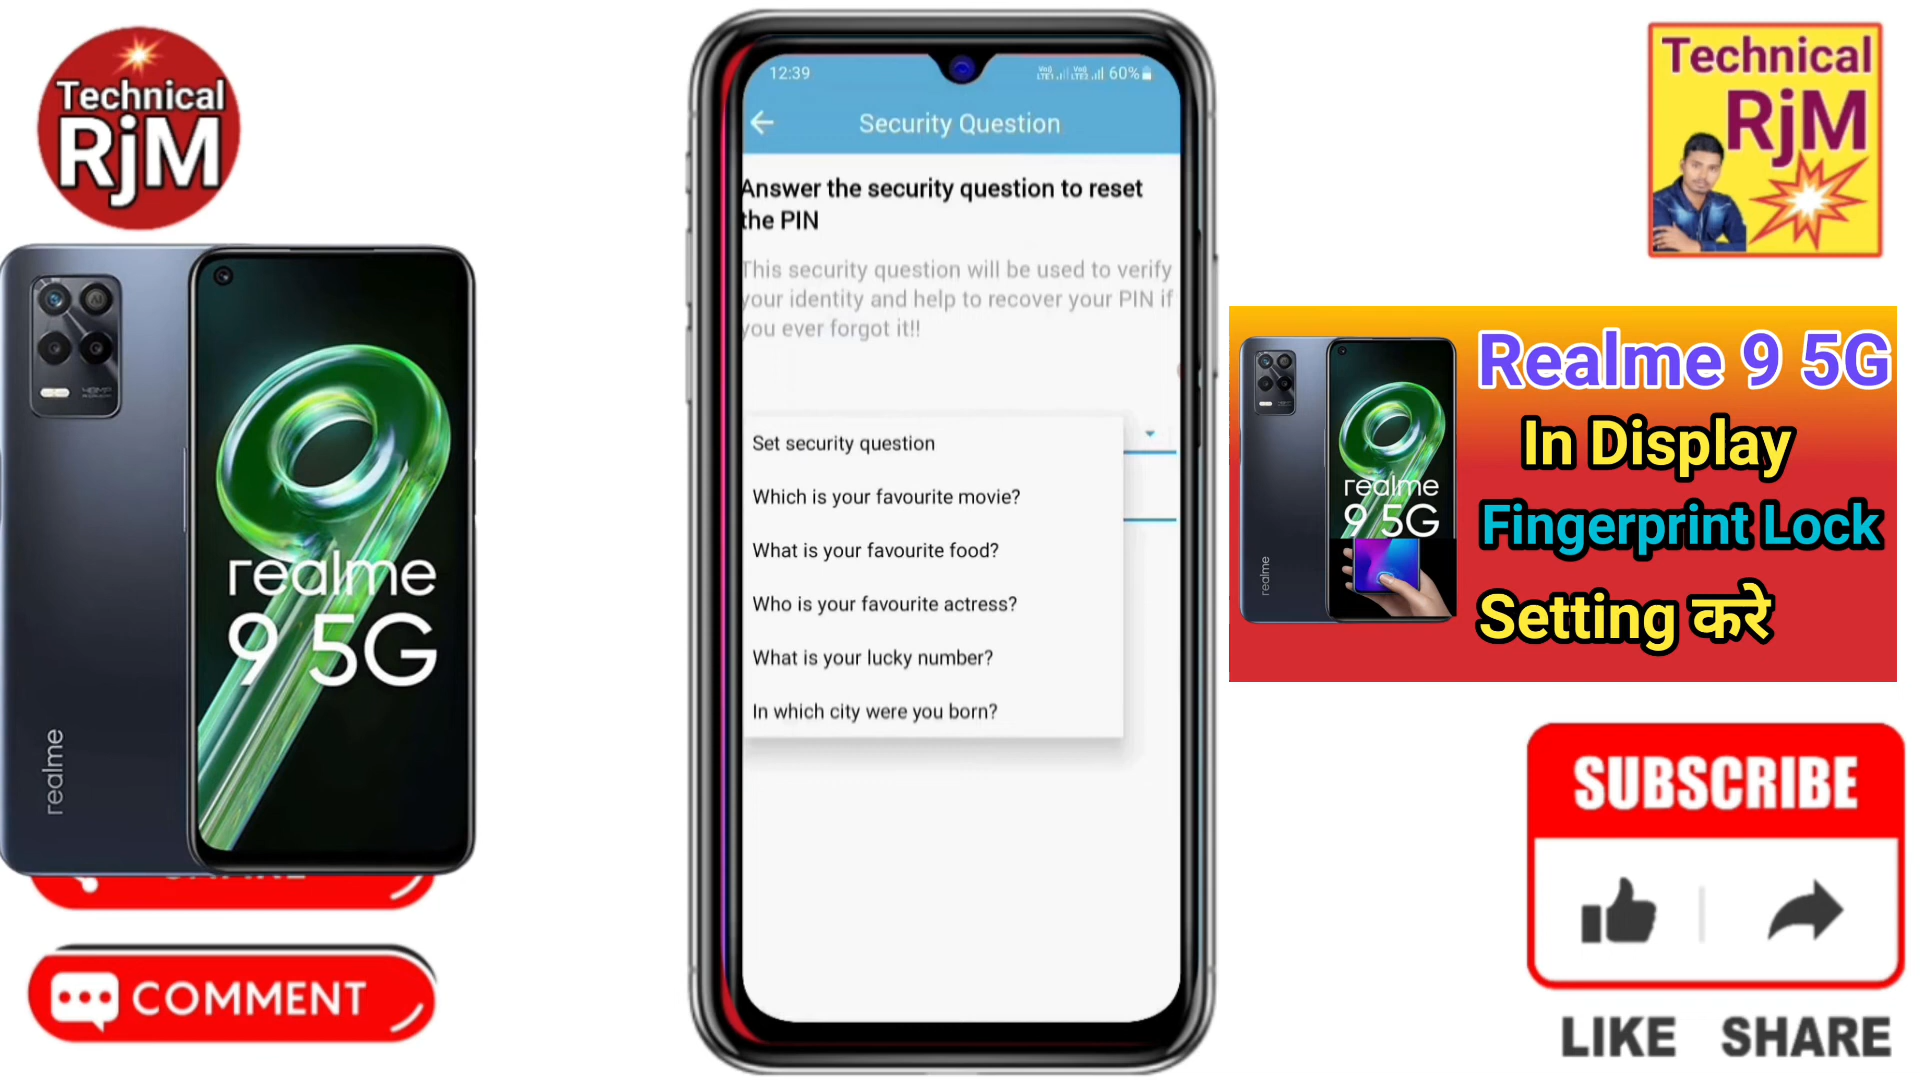 Technical
RjM
realme
realme
9 5G
COMMENT
12:39
60%
Security Question
Answer the security question to reset
the PIN
This security question will be used to verify
your identity and help to recover your PIN if
you ever forgot it!!
Set security question
Which is your favourite movie?
What is your favourite food?
Who is your favourite actress?
What is your lucky number?
In which city were you born?
Technical
RjM
Realme 9 5G
In Display
Fingerprint Lock
Setting करे
realme
9 5G
realme
SUBSCRIBE
LIKE SHARE